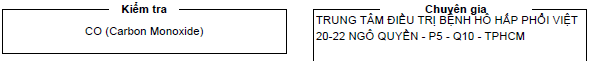 Kiểm tra
CO (Carbon Monoxide)
Chuyên gia
TRUNG TÂM ĐIỀU TRỊ BỆNH HÔ HẤP PHỔI VIỆT
20-22 NGÔ QUYỀN - P5 - Q10 - TPHCM